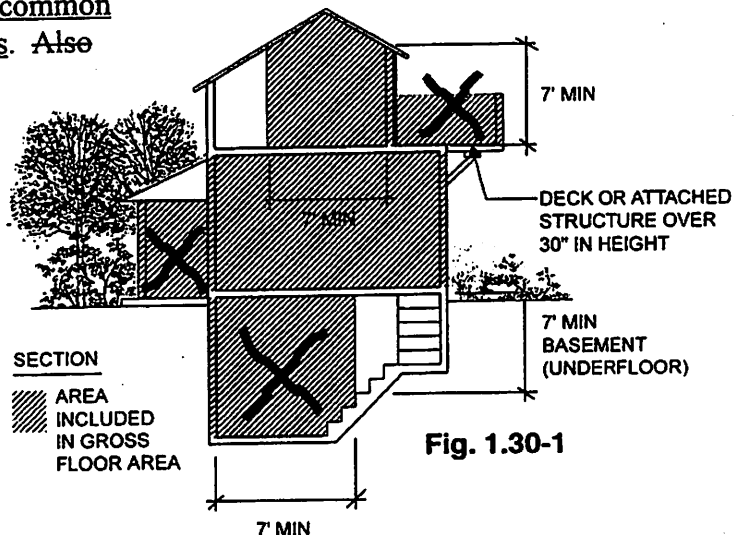 common
s. Also
7' MIN
7' MIN
DECK OR ATTACHED
STRUCTURE OVER
30" IN HEIGHT
7' MIN
BASEMENT
(UNDERFLOOR)
SECTION
AREA
INCLUDED
IN GROSS
FLOOR AREA
Fig. 1.30-1
7' MIN